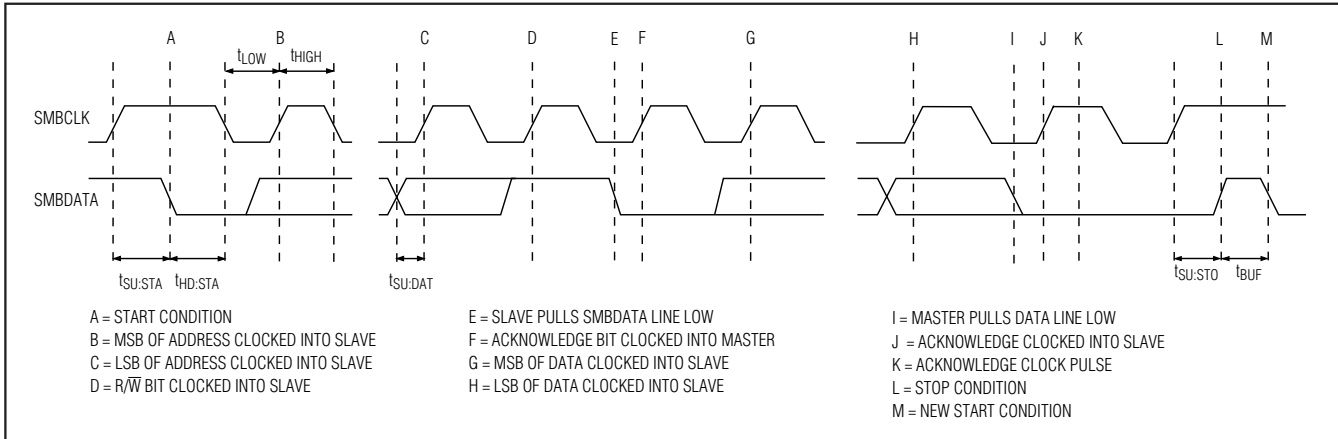 A B C D E F G H I J K L M
tLOW tHIGH
SMBCLK
SMBDATA
tSU:STA tHD:STA tSU:DAT tSU:STO tBUF
A = START CONDITION
B = MSB OF ADDRESS CLOCKED INTO SLAVE
C = LSB OF ADDRESS CLOCKED INTO SLAVE
D = R/W̅ BIT CLOCKED INTO SLAVE
E = SLAVE PULLS SMBDATA LINE LOW
F = ACKNOWLEDGE BIT CLOCKED INTO MASTER
G = MSB OF DATA CLOCKED INTO SLAVE
H = LSB OF DATA CLOCKED INTO SLAVE
I = MASTER PULLS DATA LINE LOW
J = ACKNOWLEDGE CLOCKED INTO SLAVE
K = ACKNOWLEDGE CLOCK PULSE
L = STOP CONDITION
M = NEW START CONDITION